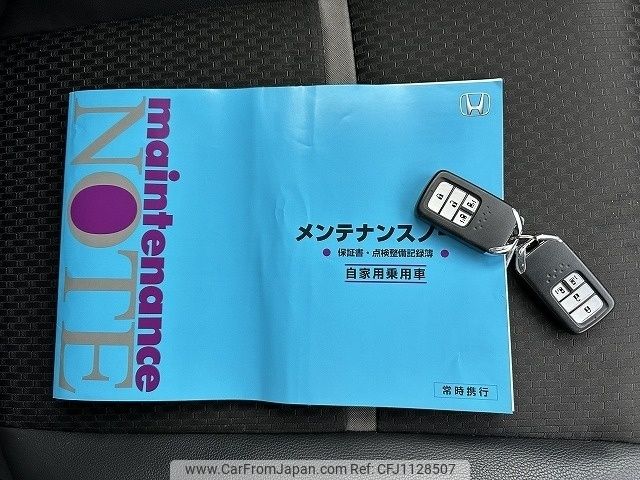 maintenance
NOTE
メンテナンスノー
保証書・点検整備記録簿
自家用乗用車
常時携行
www.CarFromJapan.com CFJ1128507